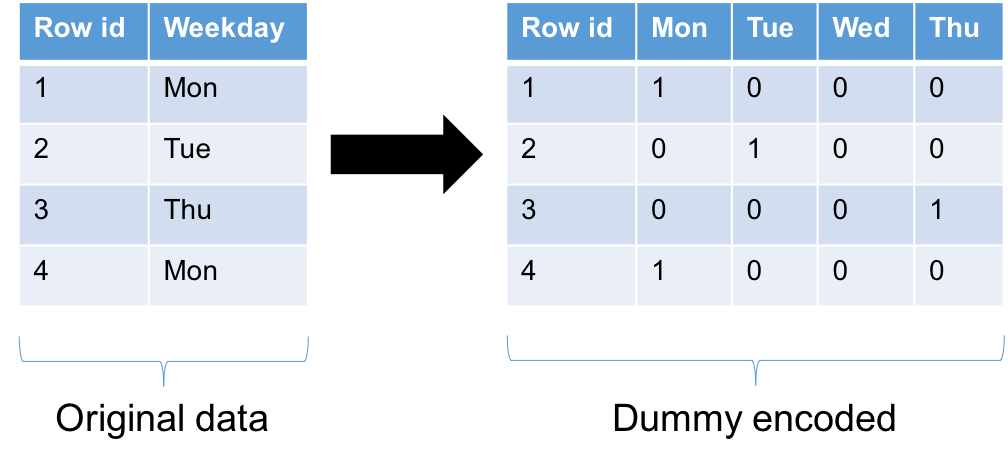 Row id Weekday
1 Mon
2 Tue
3 Thu
4 Mon
Original data
Row id Mon Tue Wed Thu
1 1 0 0 0
2 0 1 0 0
3 0 0 0 1
4 1 0 0 0
Dummy encoded